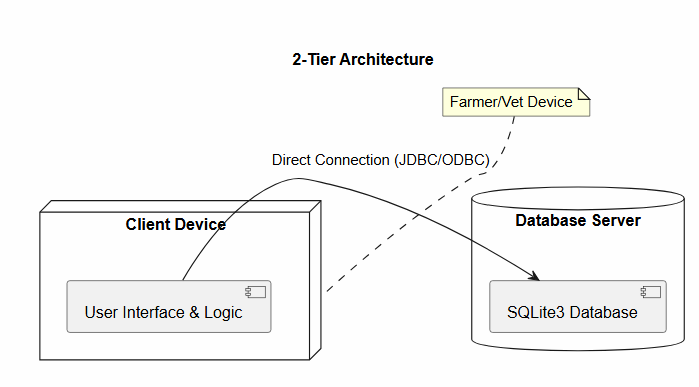 2-Tier Architecture
Farmer/Vet Device
Direct Connection (JDBC/ODBC)
Client Device
Database Server
User Interface & Logic
SQLite3 Database